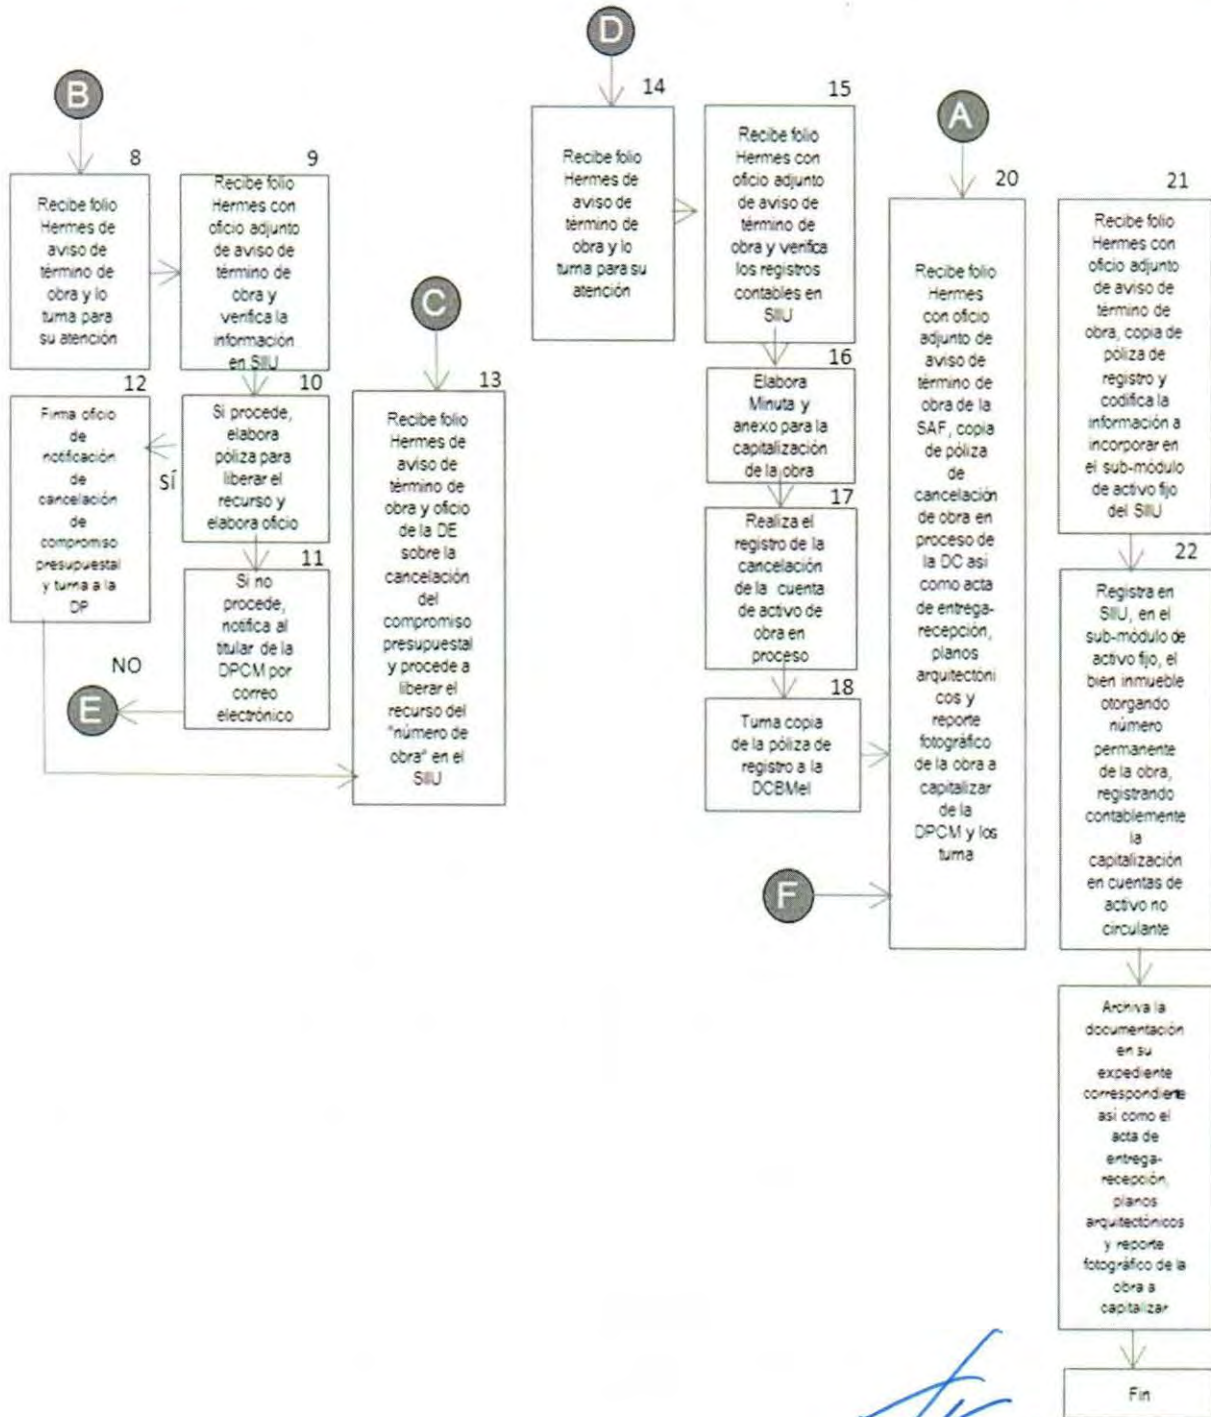 B
8
Recibe folio
Hermes de
aviso de
término de
obra y lo
turna para
su atención
9
Recibe folio
Hermes con
oficio adjunto
de aviso de
término de
obra y
verifica la
información
en SIIU
12
Firma oficio
de
notificación
de
cancelación
de
compromiso
presupuestal
y turna a la
DP
SÍ
10
Si procede,
elabora
póliza para
liberar el
recurso y
elabora oficio
11
Si no
procede,
notifica al
titular de la
DPCM por
correo
electrónico
NO
E
C
13
Recibe folio
Hermes de
aviso de
término de
obra y oficio
de la DE
sobre la
cancelación
del
compromiso
presupuestal
y procede a
liberar el
recurso del
"número de
obra" en el
SIIU
D
14
Recibe folio
Hermes de
aviso de
término de
obra y lo
turna para su
atención
15
Recibe folio
Hermes con
oficio adjunto
de aviso de
término de
obra y verifica
los registros
contables en
SIIU
16
Elabora
Minuta y
anexo para la
capitalización
de la obra
17
Realiza el
registro de la
cancelación
de la cuenta
de activo de
obra en
proceso
18
Turna copia
de la póliza de
registro a la
DCBMeI
F
A
20
Recibe folio
Hermes
con oficio
adjunto de
aviso de
término de
obra de la
SAF, copia
de póliza
de
cancelación
de obra en
proceso de
la DC así
como acta
de entrega-
recepción,
planos
arquitectóni
cos y
reporte
fotográfico
de la obra a
capitalizar
de la
DPCM y los
turna
21
Recibe folio
Hermes con
oficio adjunto
de aviso de
término de
obra, copia de
póliza de
registro y
codifica la
información a
incorporar en
el sub-módulo
de activo fijo
del SIIU
22
Registra en
SIIU, en el
sub-módulo de
activo fijo, el
bien inmueble
otorgando
número
permanente
de la obra,
registrando
contablemente
la
capitalización
en cuentas de
activo no
circulante
Archiva la
documentación
en su
expediente
correspondiente
así como el
acta de
entrega-
recepción,
planos
arquitectónicos
y reporte
fotográfico de la
obra a
capitalizar
Fin